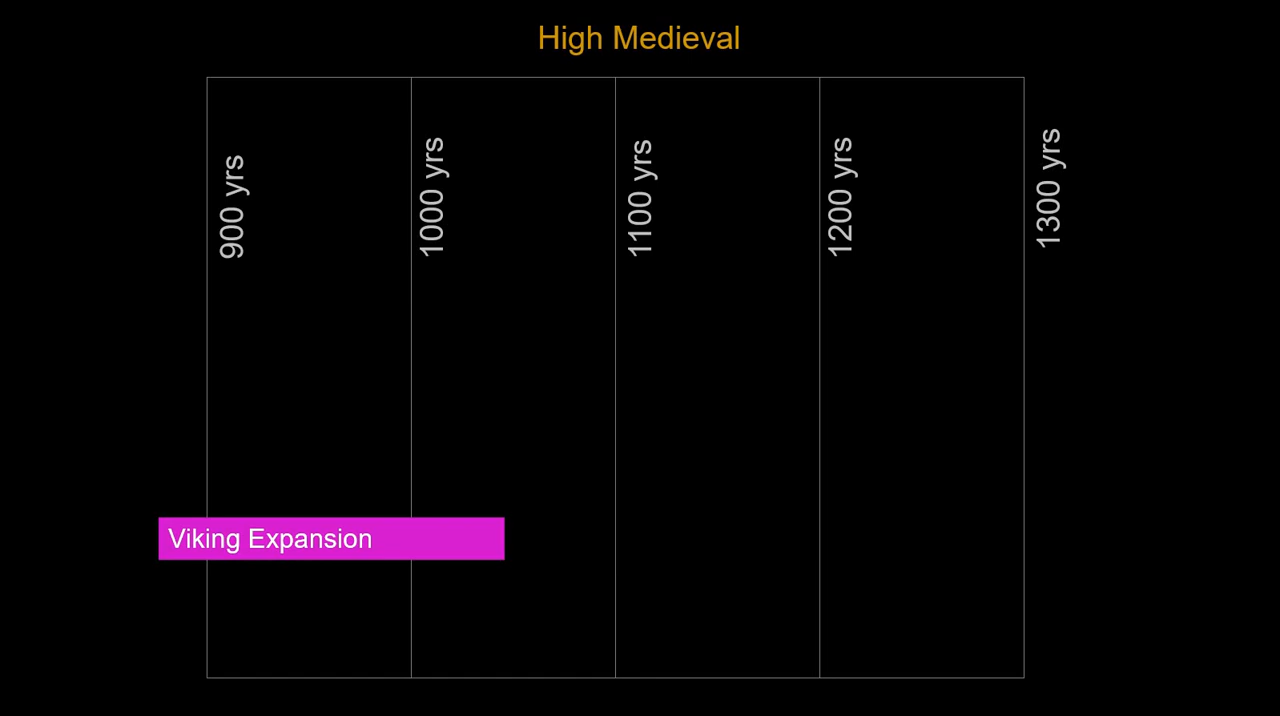 High Medieval
900 yrs
1000 yrs
1100 yrs
1200 yrs
1300 yrs
Viking Expansion